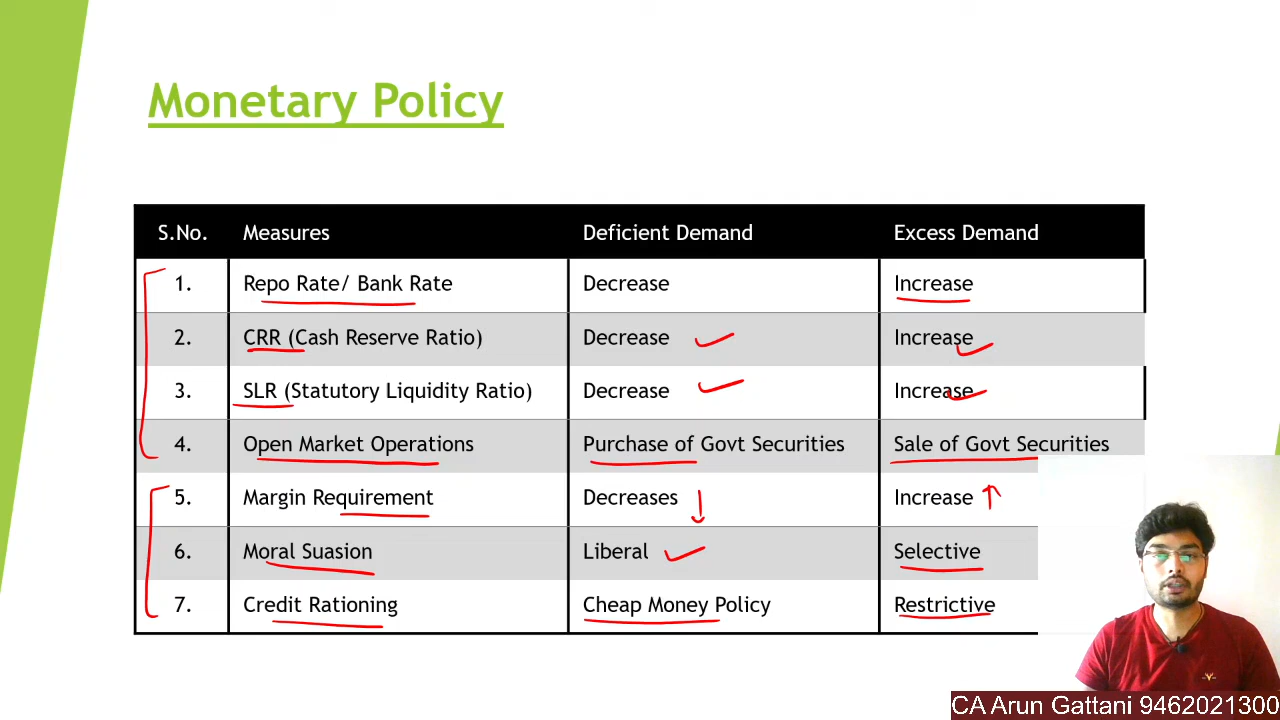 Monetary Policy
S.No. Measures Deficient Demand Excess Demand
1. Repo Rate/ Bank Rate Decrease Increase
2. CRR (Cash Reserve Ratio) Decrease Increase
3. SLR (Statutory Liquidity Ratio) Decrease Increase
4. Open Market Operations Purchase of Govt Securities Sale of Govt Securities
5. Margin Requirement Decreases Increase
6. Moral Suasion Liberal Selective
7. Credit Rationing Cheap Money Policy Restrictive
CA Arun Gattani 9462021300